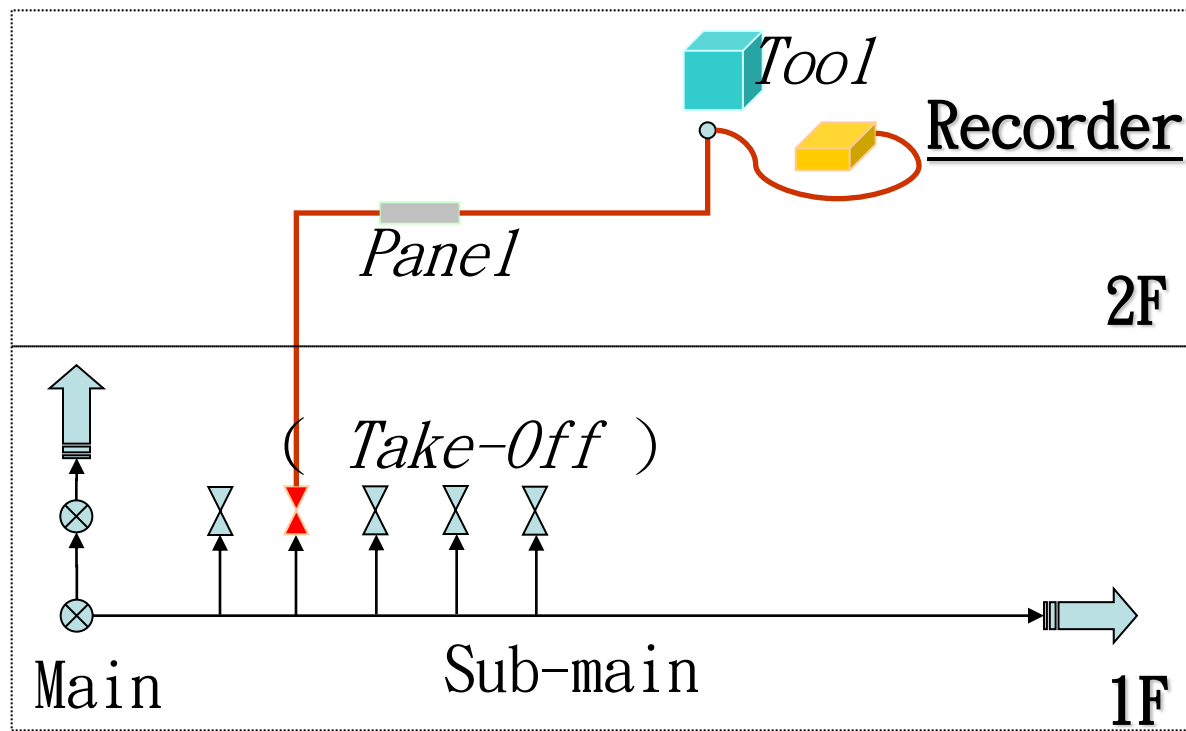 Tool
Recorder
Panel
2F
( Take-Off )
Sub-main
Main
1F